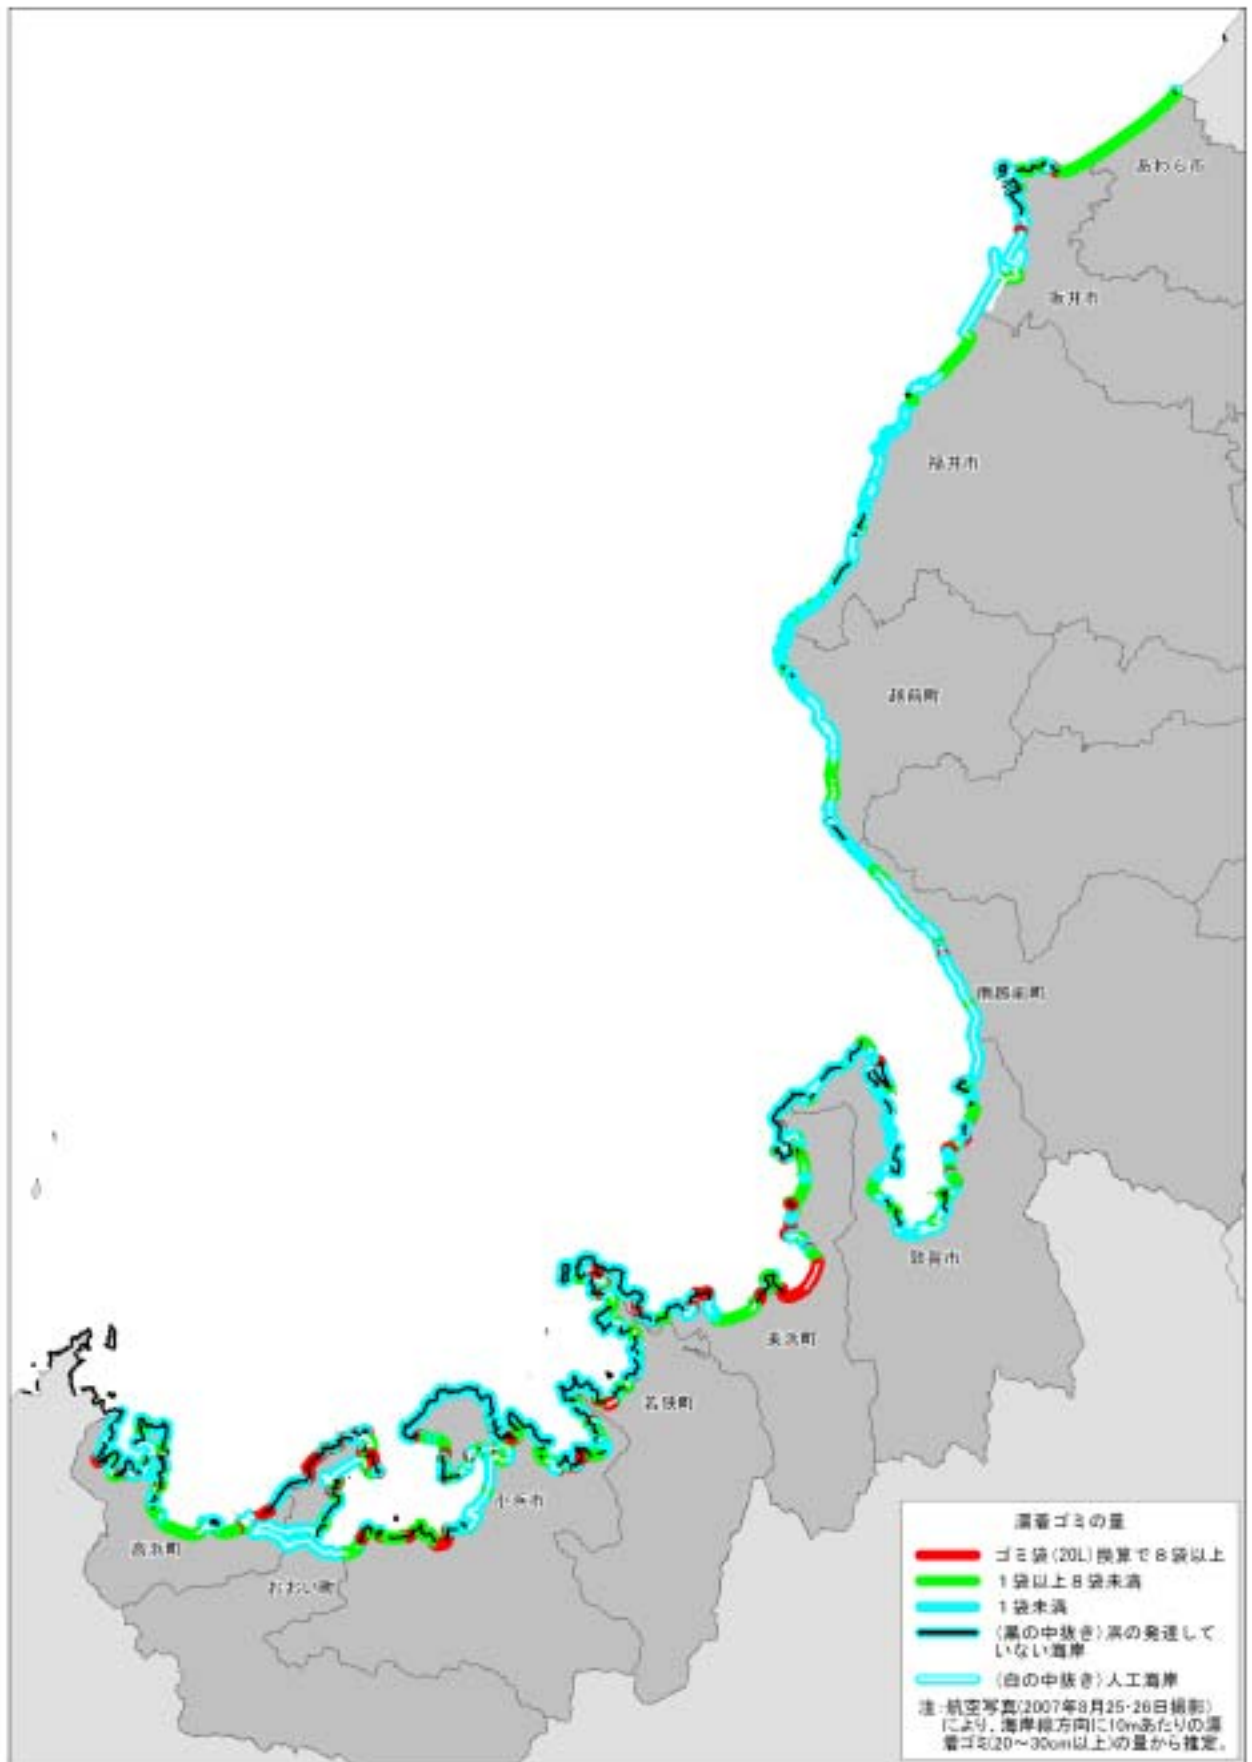 あわら市
坂井市
福井市
越前町
南越前町
敦賀市
美浜町
若狭町
小浜市
高浜町
おおい町
漂着ゴミの量
ゴミ袋(20L)換算で8袋以上
1袋以上8袋未満
1袋未満
(黒の中抜き)浜の発達して
いない海岸
(白の中抜き)人工海岸
注:航空写真(2007年8月25・26日撮影)
により、海岸線方向に10mあたりの漂
着ゴミ(20～30cm以上)の量から推定。